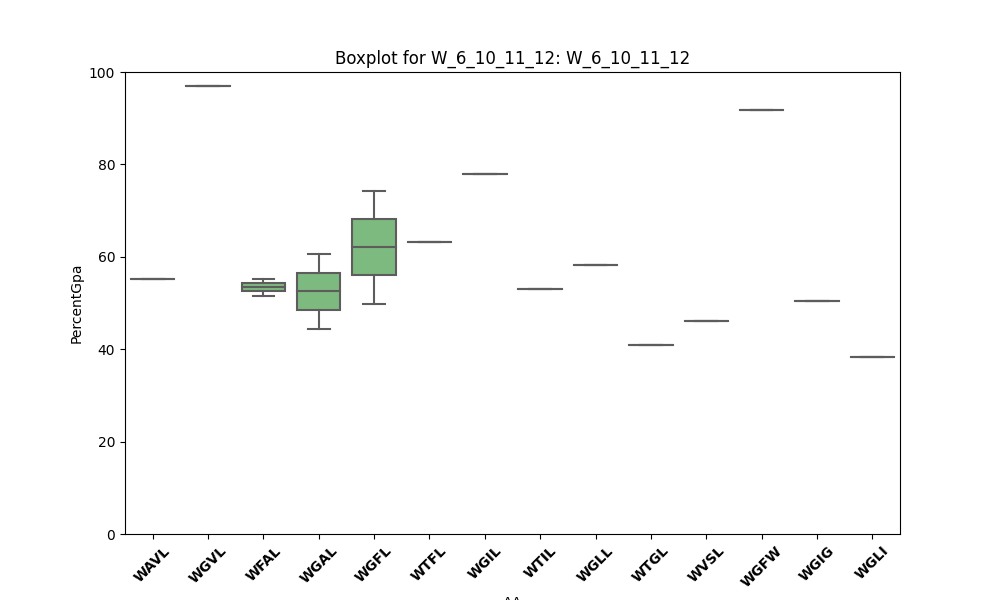 Boxplot for W_6_10_11_12: W_6_10_11_12
PercentGpa
100
80
60
40
20
0
WAVL WGVL WFAL WGAL WGFL WTFL WGIL WTIL WGLL WTGL WVSL WGFW WGIG WGLI